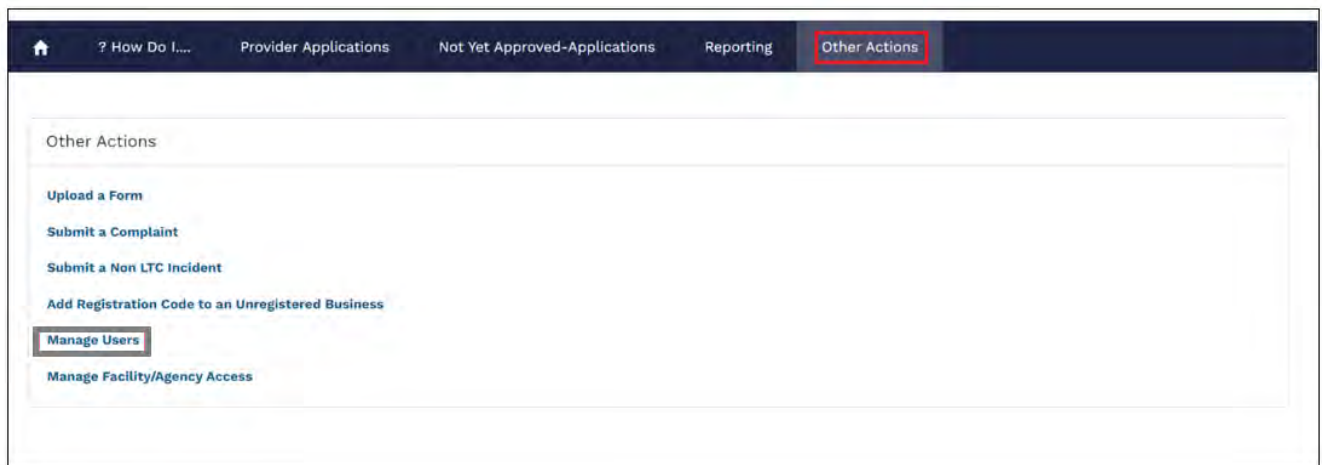 ? How Do I.... Provider Applications Not Yet Approved-Applications Reporting Other Actions
Other Actions
Upload a Form
Submit a Complaint
Submit a Non LTC Incident
Add Registration Code to an Unregistered Business
Manage Users
Manage Facility/Agency Access